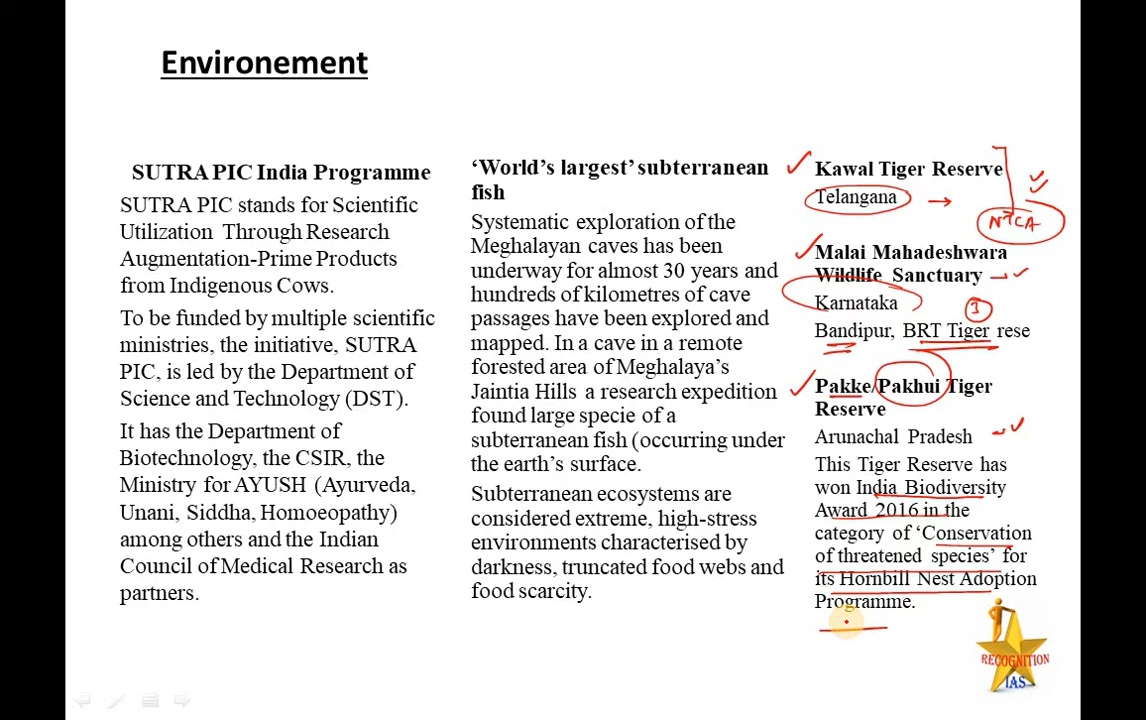 Environement
SUTRA PIC India Programme
SUTRA PIC stands for Scientific
Utilization Through Research
Augmentation-Prime Products
from Indigenous Cows.
To be funded by multiple scientific
ministries, the initiative, SUTRA
PIC, is led by the Department of
Science and Technology (DST).
It has the Department of
Biotechnology, the CSIR, the
Ministry for AYUSH (Ayurveda,
Unani, Siddha, Homoeopathy)
among others and the Indian
Council of Medical Research as
partners.
‘World’s largest’ subterranean
fish
Systematic exploration of the
Meghalayan caves has been
underway for almost 30 years and
hundreds of kilometres of cave
passages have been explored and
mapped. In a cave in a remote
forested area of Meghalaya’s
Jaintia Hills a research expedition
found large specie of a
subterranean fish (occurring under
the earth’s surface.
Subterranean ecosystems are
considered extreme, high-stress
environments characterised by
darkness, truncated food webs and
food scarcity.
Kawal Tiger Reserve
Telangana
NTCA
Malai Mahadeshwara
Wildlife Sanctuary
Karnataka
Bandipur, BRT Tiger rese
Pakke/Pakhui Tiger
Reserve
Arunachal Pradesh
This Tiger Reserve has
won India Biodiversity
Award 2016 in the
category of ‘Conservation
of threatened species’ for
its Hornbill Nest Adoption
Programme.
RECOGNITION
IAS